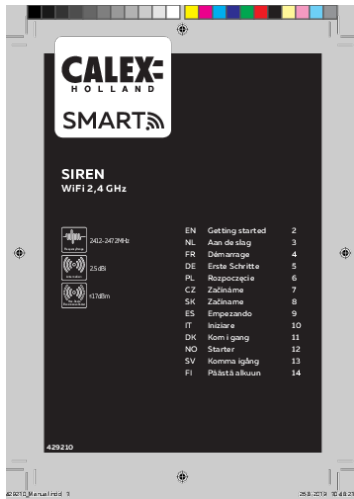 CALEX
HOLLAND
SMART
SIREN
WiFi 2,4 GHz
2412-2472MHz
2.5 dBi
<17dBm
EN Getting started 2
NL Aan de slag 3
FR Démarrage 4
DE Erste Schritte 5
PL Rozpoczęcie 6
CZ Začínáme 7
SK Začíname 8
ES Empezando 9
IT Iniziare 10
DK Kom i gang 11
NO Starter 12
SV Komma igång 13
FI Päästä alkuun 14
429210